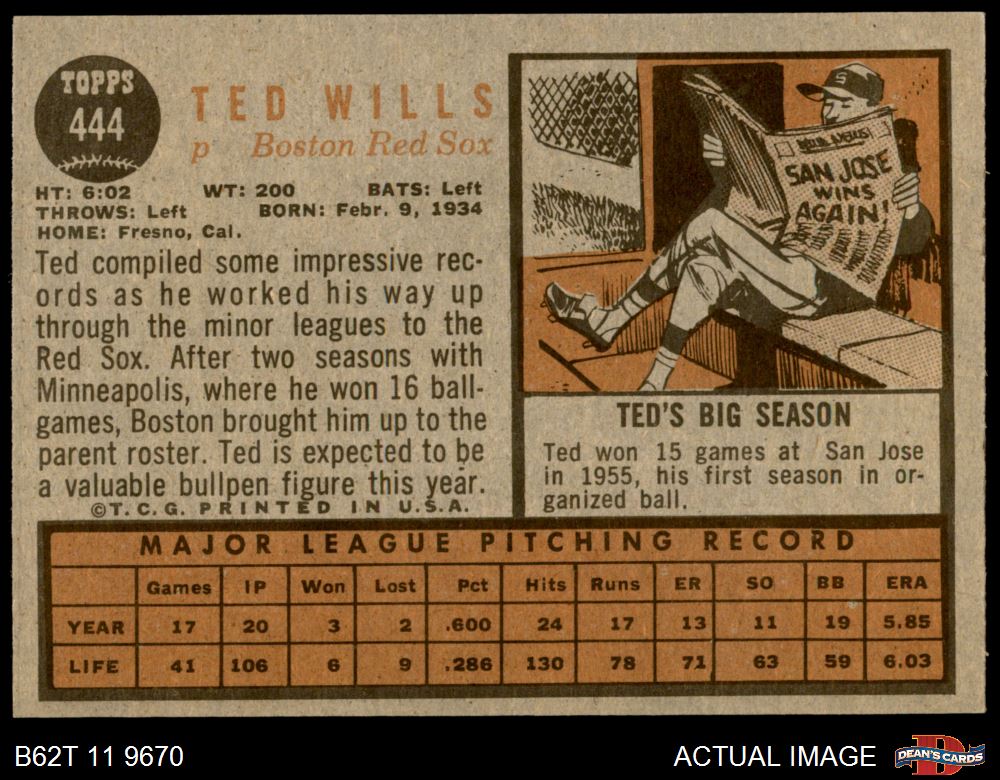 TOPPS
444
TED WILLS
p Boston Red Sox
HT: 6:02 WT: 200 BATS: Left
THROWS: Left BORN: Febr. 9, 1934
HOME: Fresno, Cal.
Ted compiled some impressive rec-
ords as he worked his way up
through the minor leagues to the
Red Sox. After two seasons with
Minneapolis, where he won 16 ball-
games, Boston brought him up to the
parent roster. Ted is expected to be
a valuable bullpen figure this year.
©T. C. G. PRINTED IN U.S.A.
S
SAN JOSE
WINS
AGAIN!
TED'S BIG SEASON
Ted won 15 games at San Jose
in 1955, his first season in or-
ganized ball.
MAJOR LEAGUE PITCHING RECORD
Games IP Won Lost Pct Hits Runs ER SO BB ERA
YEAR 17 20 3 2 .600 24 17 13 11 19 5.85
LIFE 41 106 6 9 .286 130 78 71 63 59 6.03
B62T 11 9670
ACTUAL IMAGE
D
DEAN'S CARDS